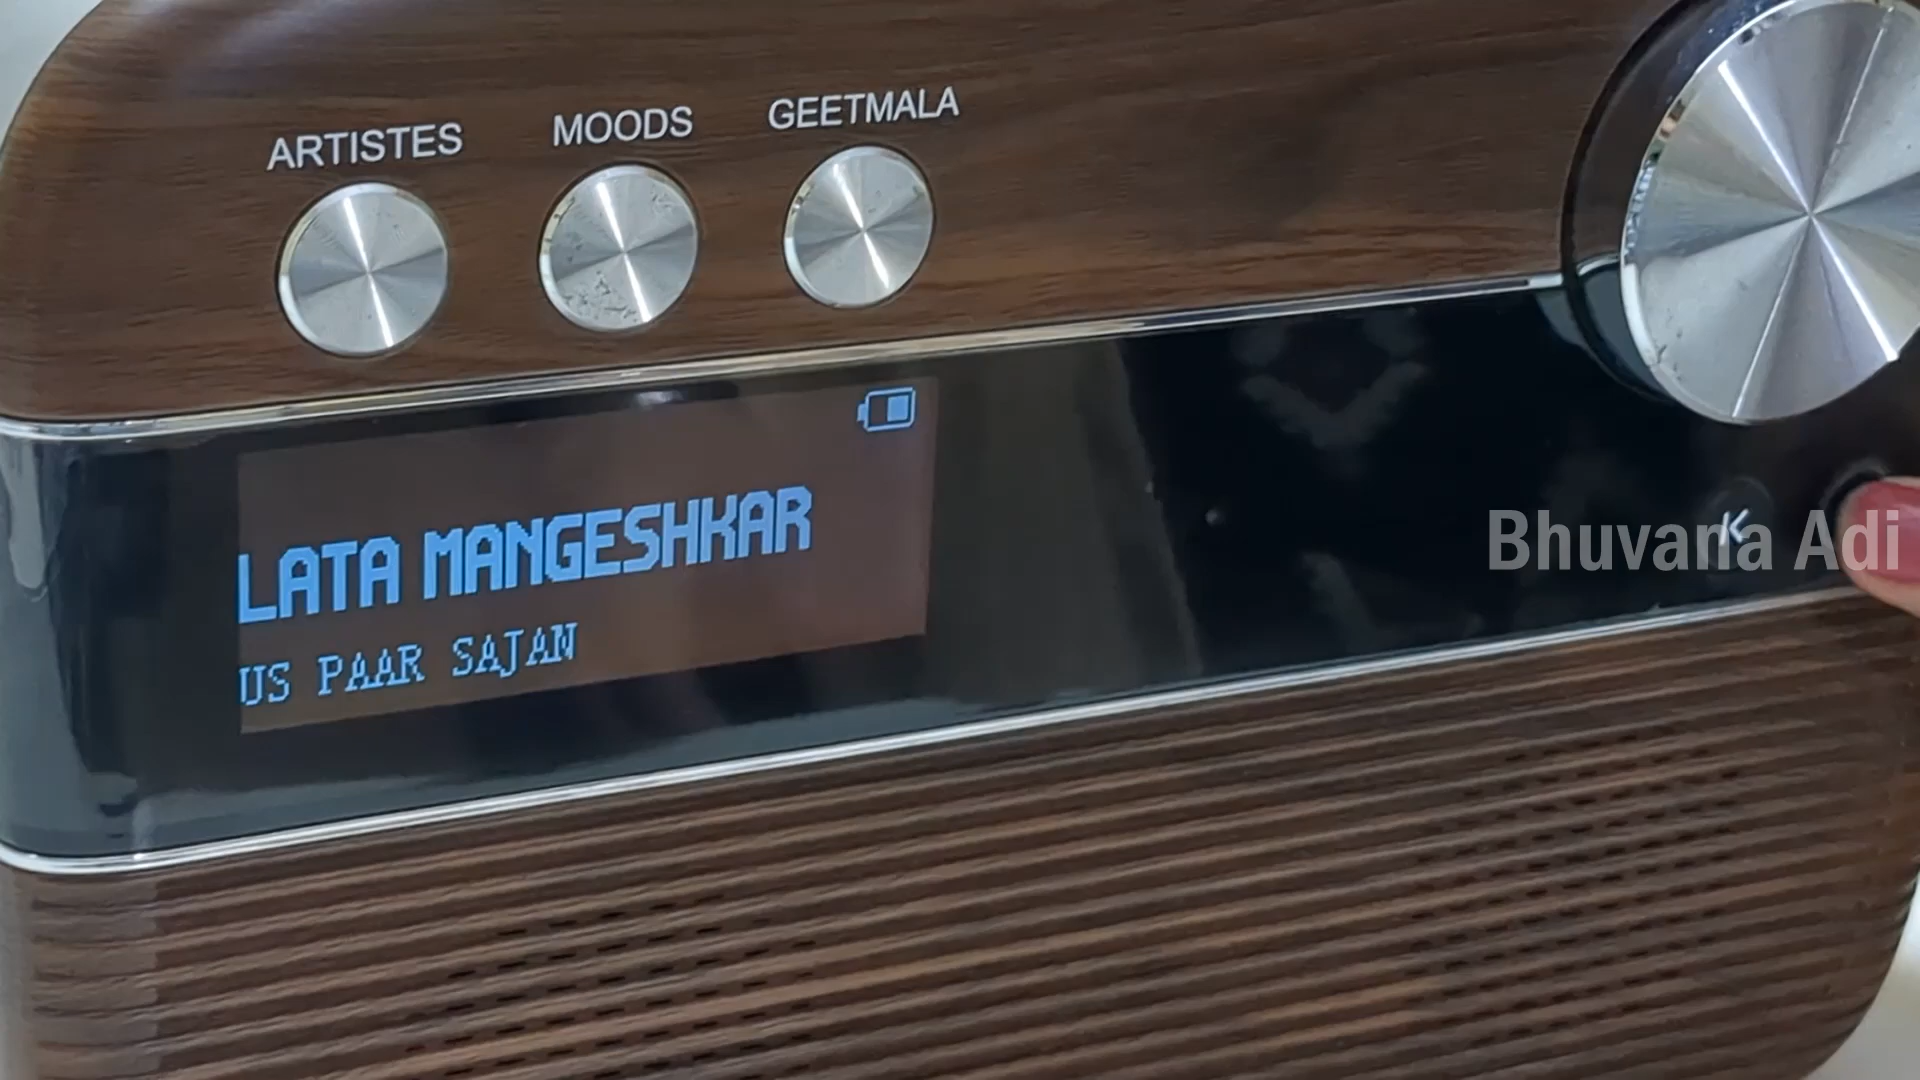 ARTISTES
MOODS
GEETMALA
LATA MANGESHKAR
US PAAR SAJAN
Bhuvana Adi